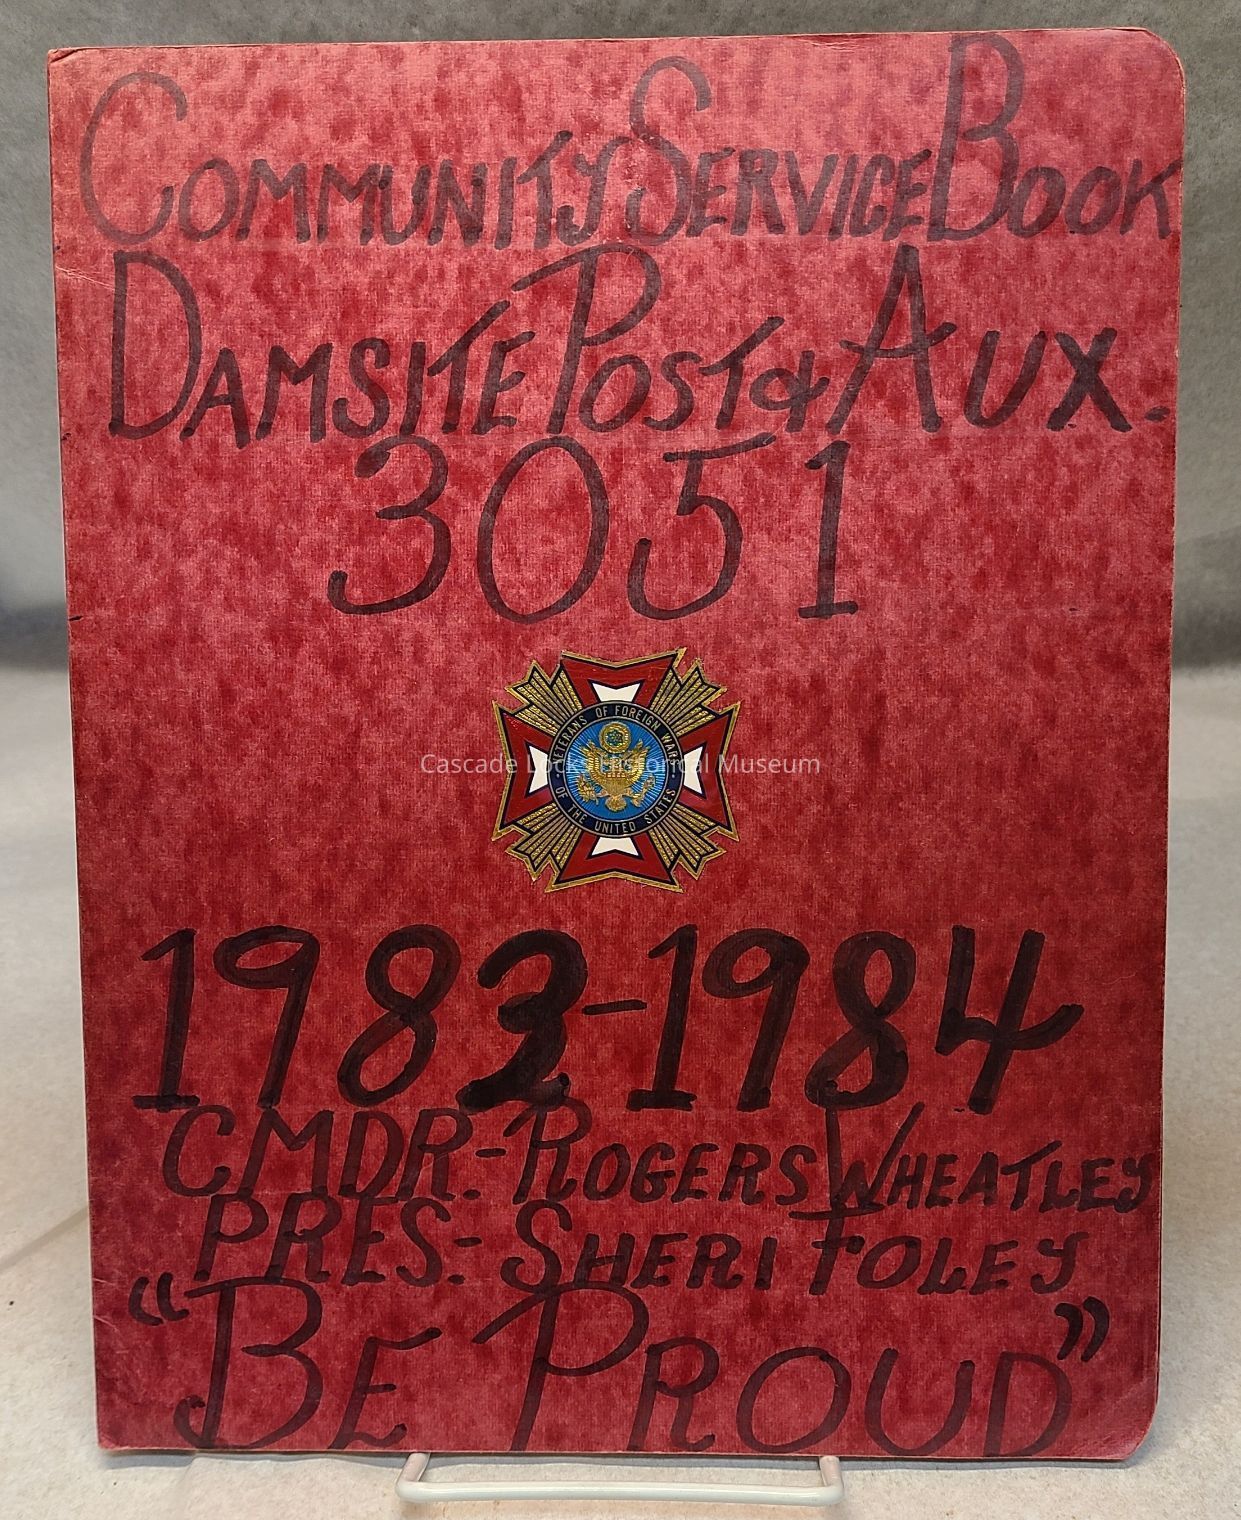 Community Service Book
Damsite Post & Aux.
3051
VETERANS OF FOREIGN WARS
OF THE UNITED STATES
Cascade Locks Historical Museum
1983-1984
CMDR.-Rogers Wheatley
PRES:- Sheri Foley
"Be Proud"